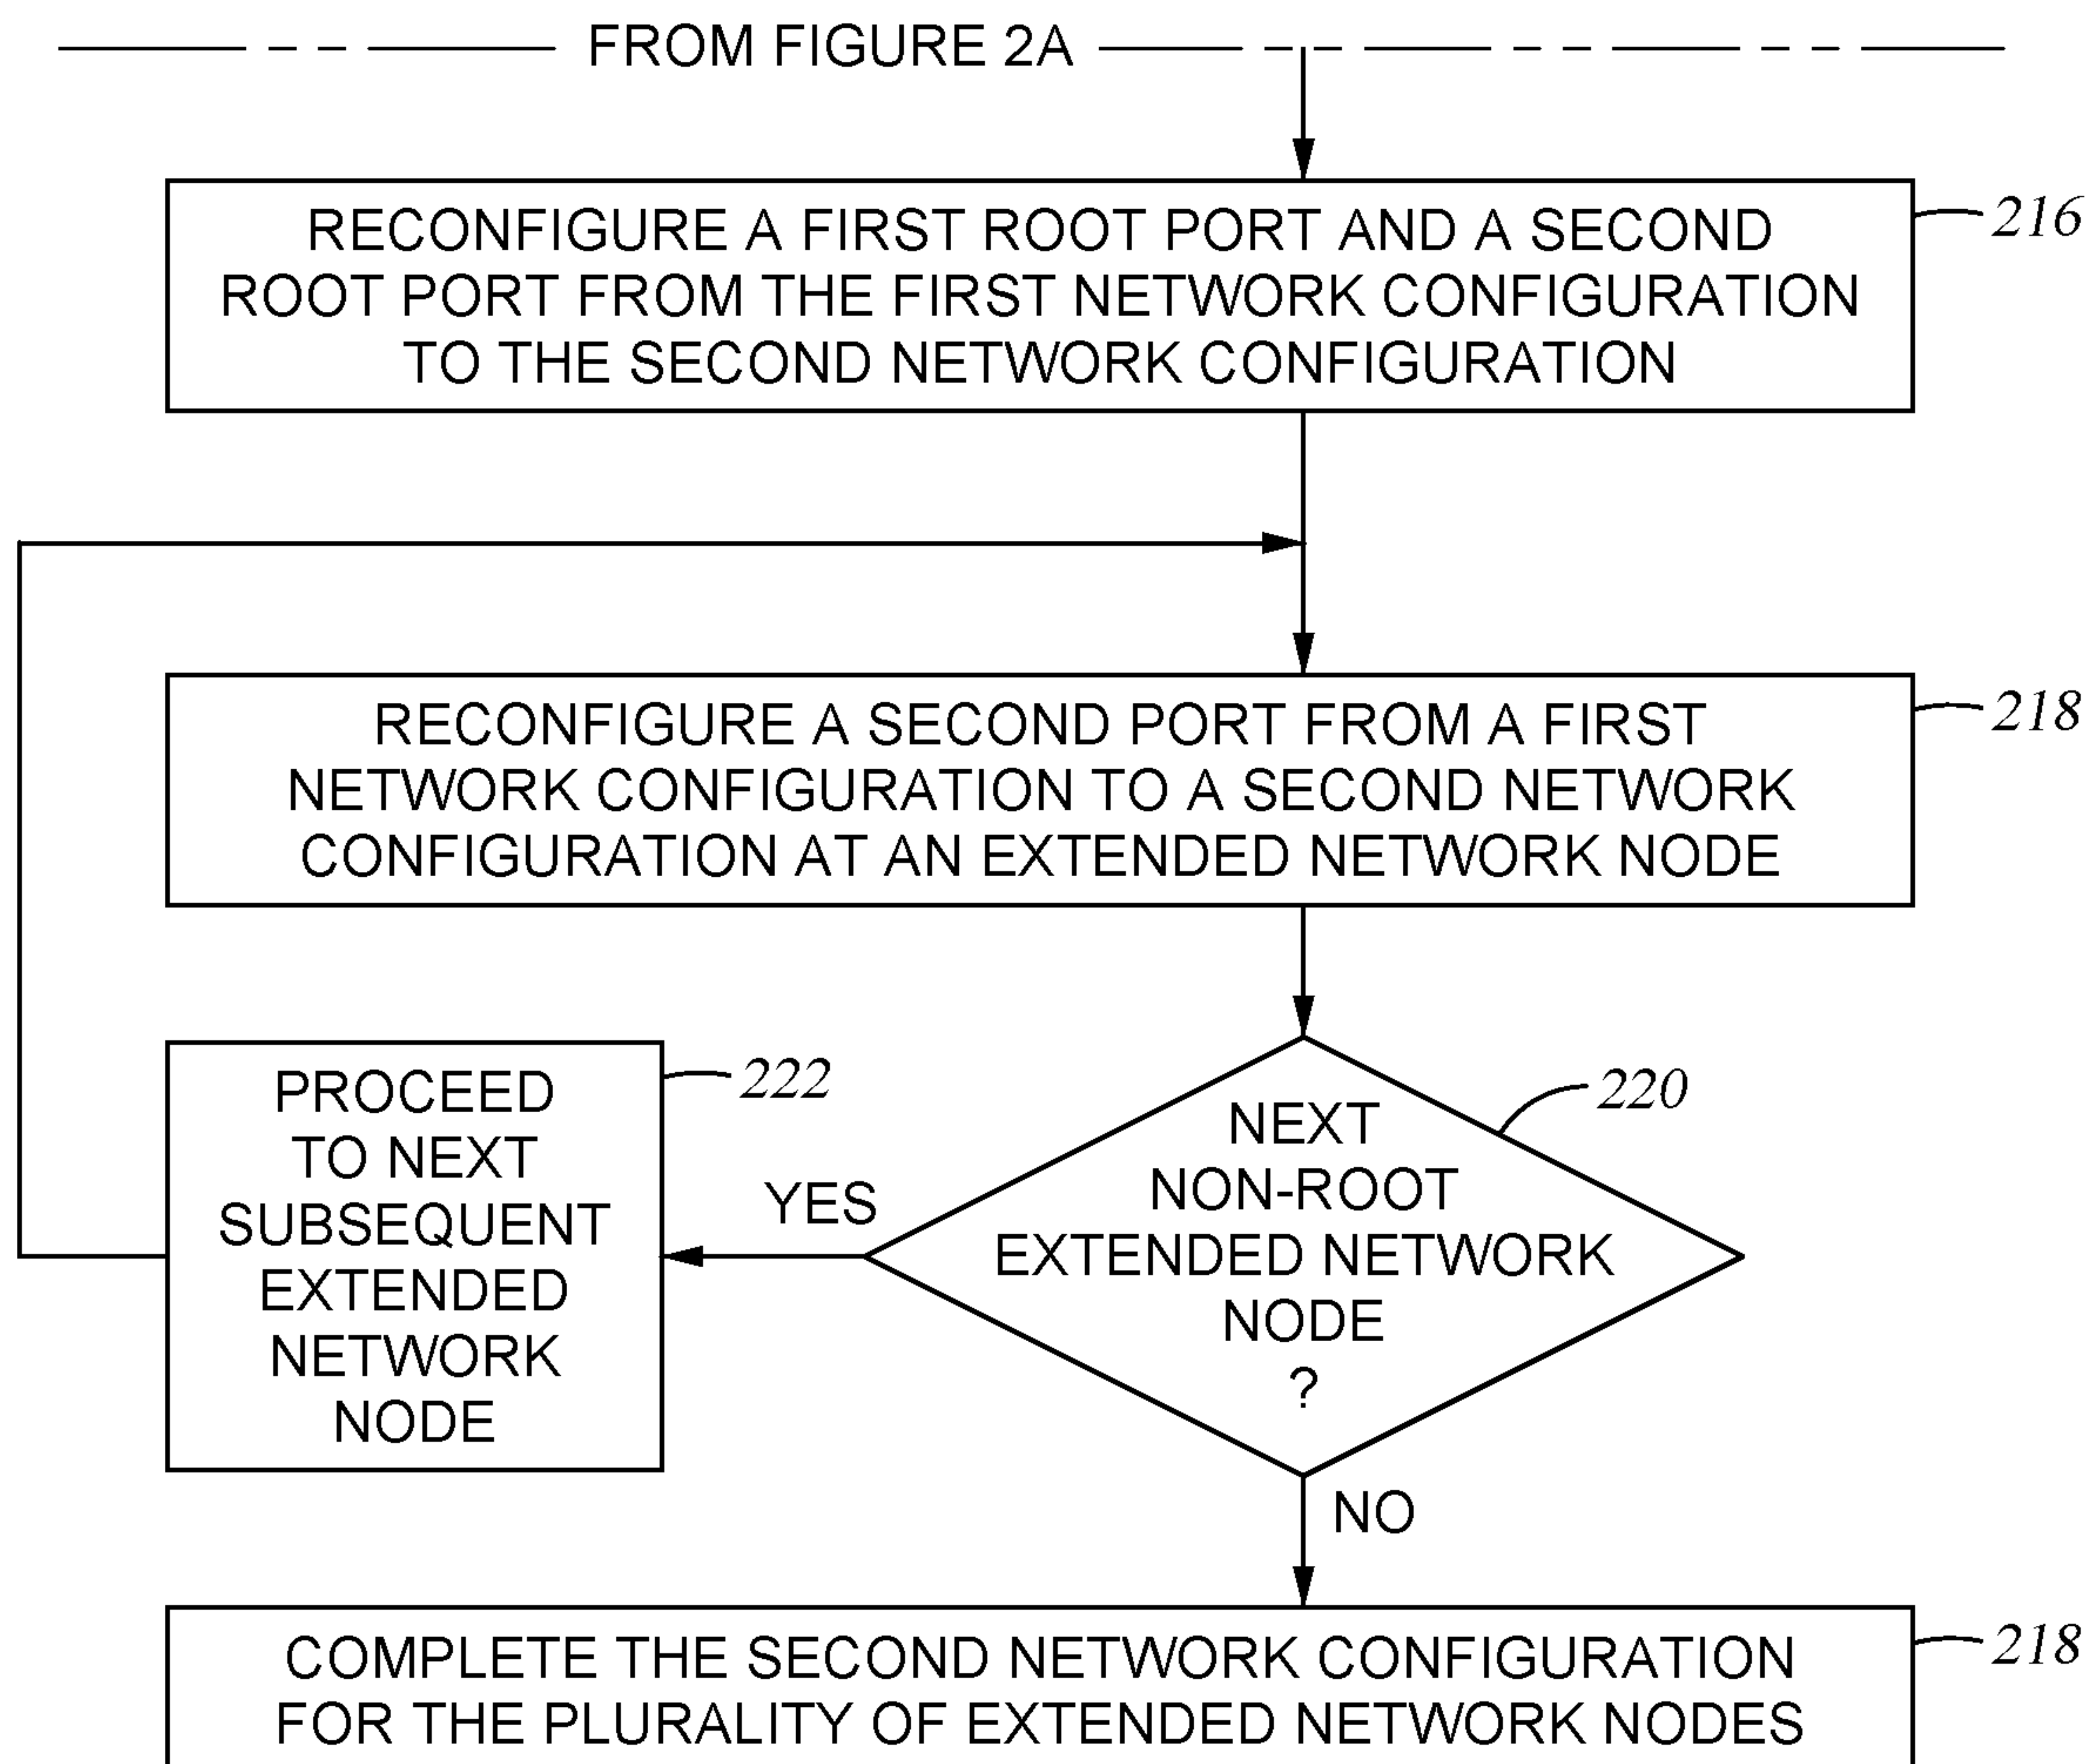 FROM FIGURE 2A
RECONFIGURE A FIRST ROOT PORT AND A SECOND
ROOT PORT FROM THE FIRST NETWORK CONFIGURATION
TO THE SECOND NETWORK CONFIGURATION
216
RECONFIGURE A SECOND PORT FROM A FIRST
NETWORK CONFIGURATION TO A SECOND NETWORK
CONFIGURATION AT AN EXTENDED NETWORK NODE
218
PROCEED
TO NEXT
SUBSEQUENT
EXTENDED
NETWORK
NODE
222
YES
NEXT
NON-ROOT
EXTENDED NETWORK
NODE
?
220
NO
COMPLETE THE SECOND NETWORK CONFIGURATION
FOR THE PLURALITY OF EXTENDED NETWORK NODES
218